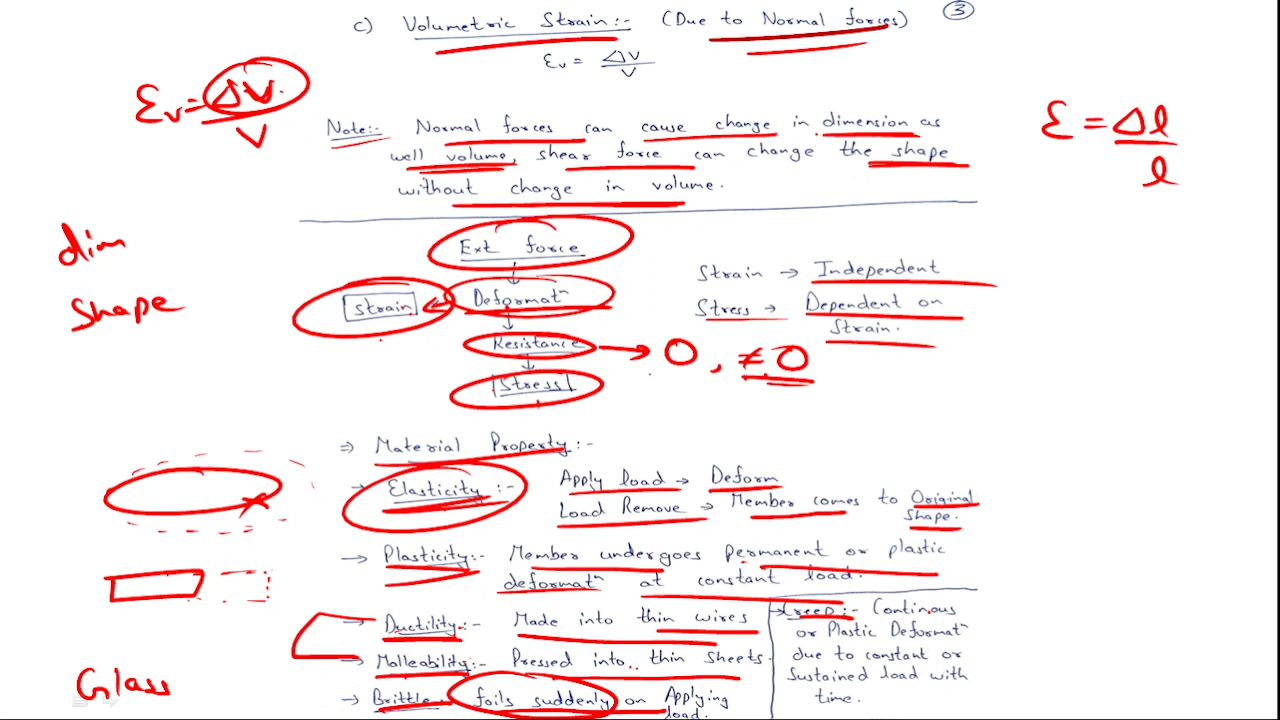 c) Volumetric Strain:- (Due to Normal forces) 3
εv = ΔV/V
εv = ΔV/V
ε = Δl/l
Note:- Normal forces can cause change in dimension as
well volume, shear force can change the shape
without change in volume.
dim
Shape
Ext force
Deformatⁿ
Strain
Resistance → 0, ≠ 0
Stress
Strain → Independent
Stress → Dependent on
Strain.
⇒ Material Property:-
→ Elasticity:- Apply load → Deform
Load Remove → Member comes to Original
Shape.
→ Plasticity:- Member undergoes permanent or plastic
deformatⁿ at constant load.
→ Ductility:- Made into thin wires
→ Malleability:- Pressed into thin sheets.
→ Brittle:- fails suddenly on Applying
load.
→ Creep:- Continous
or Plastic Deformatⁿ
due to constant or
Sustained load with
time.
Glass